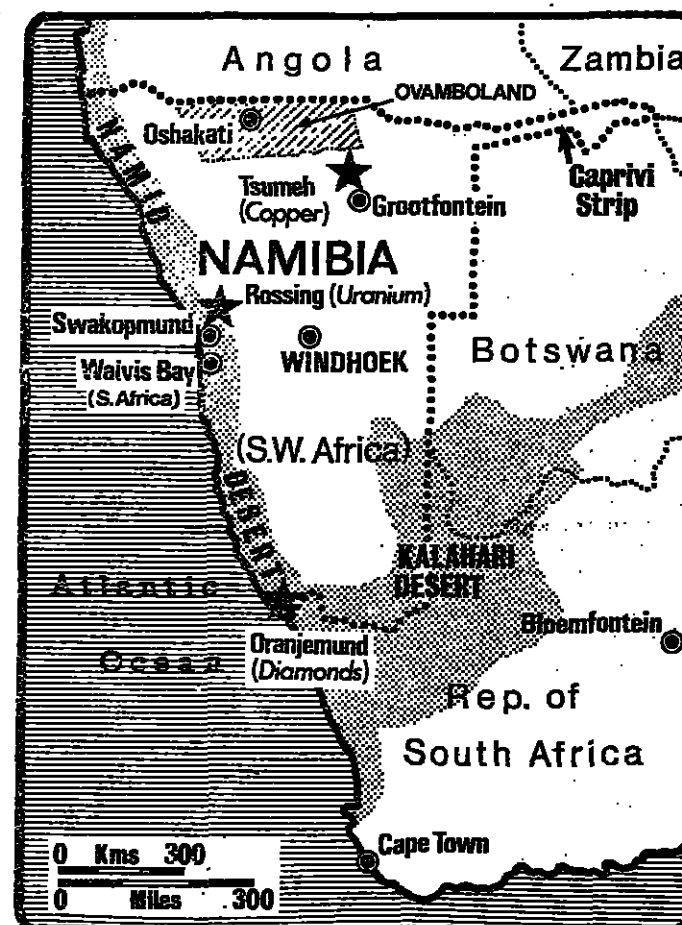 Angola
Zambia
OVAMBOLAND
Oshakati
NAMIB
Tsumeh
(Copper)
Grootfontein
Caprivi
Strip
NAMIBIA
Rossing (Uranium)
Swakopmund
WINDHOEK
Botswana
Waivis Bay
(S.Africa)
(S.W. Africa)
DESERT
KALAHARI
DESERT
Atlantic
Ocean
Oranjemund
(Diamonds)
Bloemfontein
Rep. of
South Africa
Cape Town
0 Kms 300
0 Miles 300